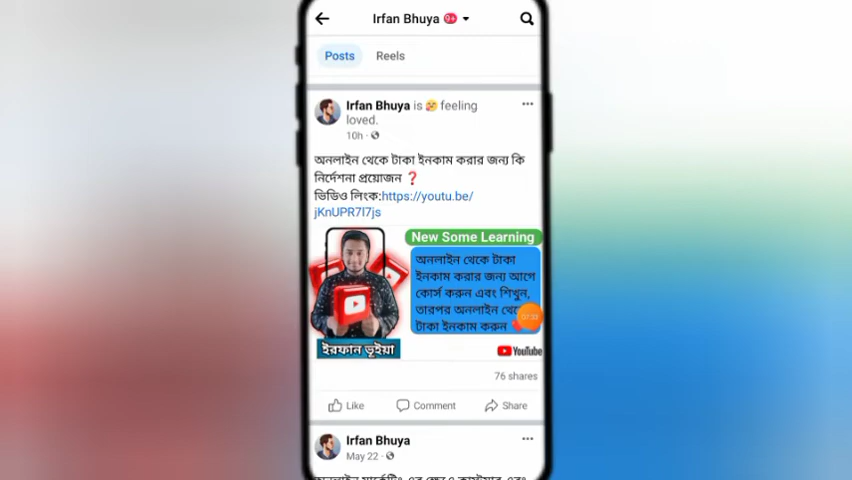 Irfan Bhuya 9+
Posts Reels
Irfan Bhuya is 🥰 feeling
loved.
10h
অনলাইন থেকে টাকা ইনকাম করার জন্য কি
নির্দেশনা প্রয়োজন ❓
ভিডিও লিংক:https://youtu.be/
jKnUPR7I7js
New Some Learning
অনলাইন থেকে টাকা
ইনকাম করার জন্য আগে
কোর্স করুন এবং শিখুন,
তারপর অনলাইন
টাকা ইনকাম করুন
ইরফান ভূইয়া
YouTube
76 shares
Like Comment Share
Irfan Bhuya
May 22